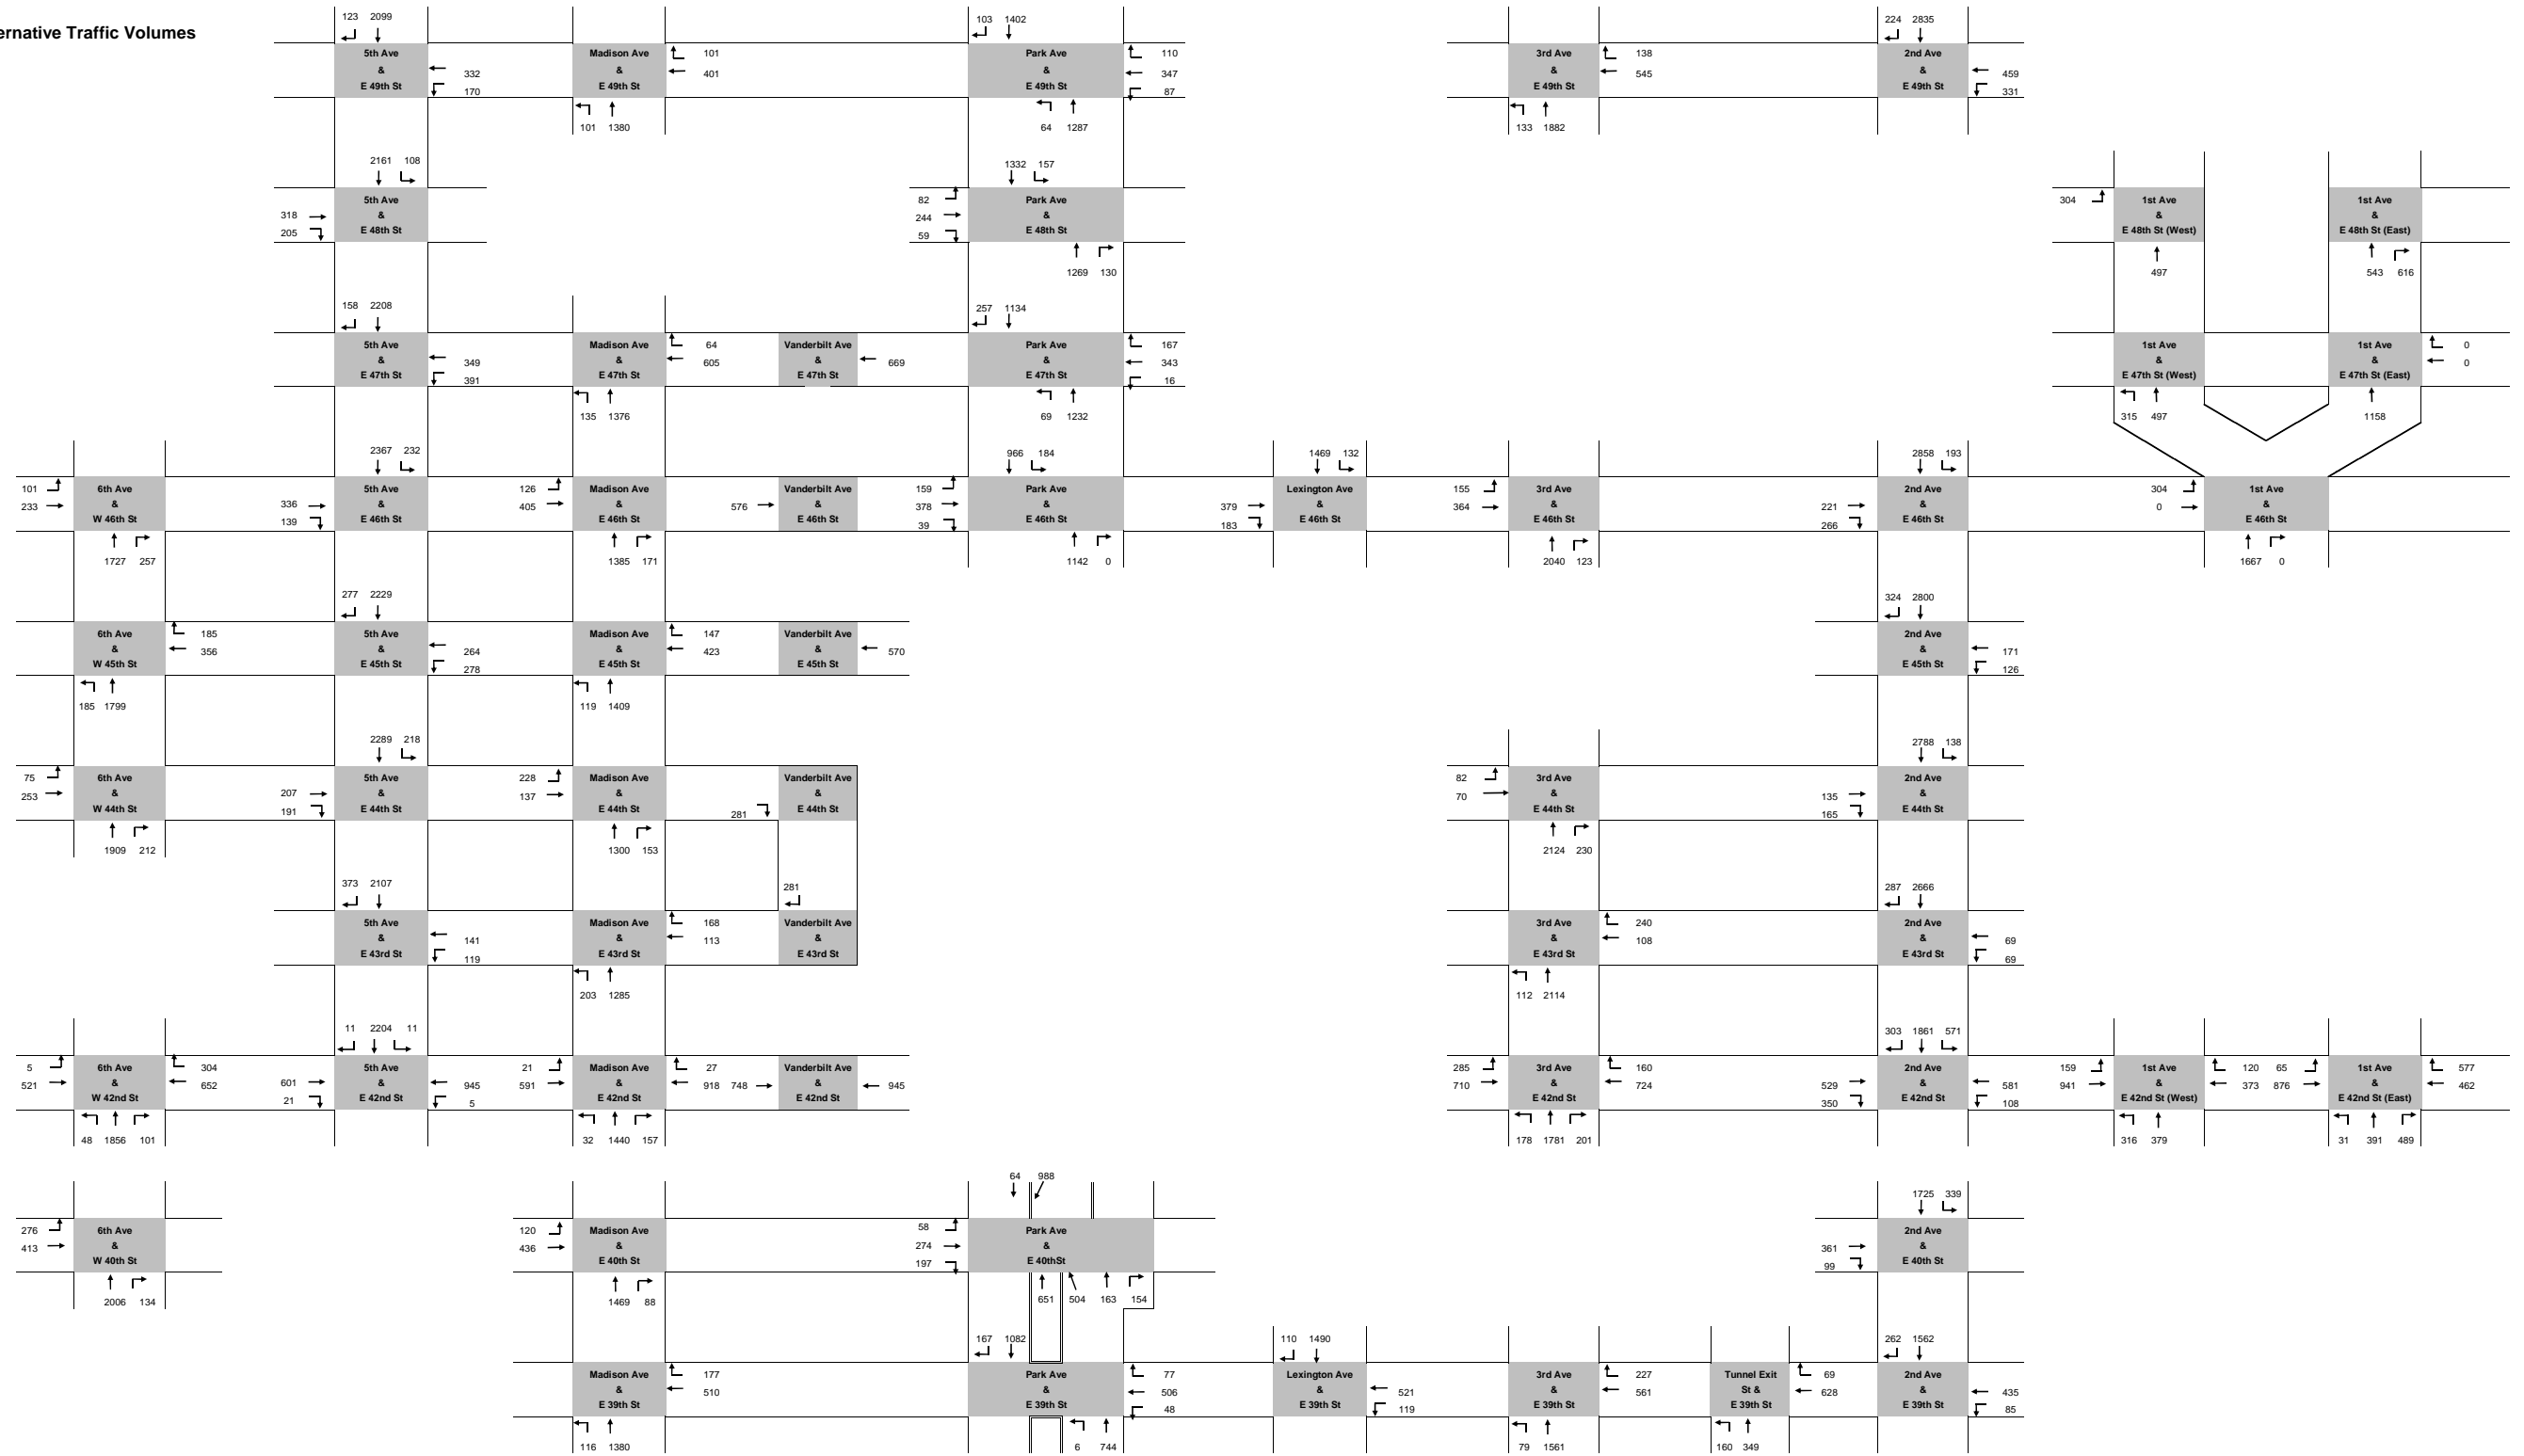 ernative Traffic Volumes
123 2099
103 1402
224 2835
5th Ave
&
E 49th St
332
170
Madison Ave
&
E 49th St
101
401
101 1380
Park Ave
&
E 49th St
110
347
87
64 1287
3rd Ave
&
E 49th St
138
545
133 1882
2nd Ave
&
E 49th St
459
331
2161 108
318
205
5th Ave
&
E 48th St
1332 157
82
244
59
Park Ave
&
E 48th St
1269 130
304
1st Ave
&
E 48th St (West)
497
1st Ave
&
E 48th St (East)
543 616
158 2208
5th Ave
&
E 47th St
349
391
Madison Ave
&
E 47th St
64
605
135 1376
Vanderbilt Ave
&
E 47th St
669
257 1134
Park Ave
&
E 47th St
167
343
16
69 1232
1st Ave
&
E 47th St (West)
315 497
1st Ave
&
E 47th St (East)
0
0
1158
101
233
6th Ave
&
W 46th St
1727 257
2367 232
336
139
5th Ave
&
E 46th St
126
405
Madison Ave
&
E 46th St
1385 171
576
Vanderbilt Ave
&
E 46th St
966 184
159
378
39
Park Ave
&
E 46th St
1142 0
1469 132
379
183
Lexington Ave
&
E 46th St
155
364
3rd Ave
&
E 46th St
2040 123
2858 193
221
266
2nd Ave
&
E 46th St
304
0
1st Ave
&
E 46th St
1667 0
6th Ave
&
W 45th St
185
356
185 1799
277 2229
5th Ave
&
E 45th St
264
278
Madison Ave
&
E 45th St
147
423
119 1409
Vanderbilt Ave
&
E 45th St
570
324 2800
2nd Ave
&
E 45th St
171
126
75
253
6th Ave
&
W 44th St
1909 212
2289 218
207
191
5th Ave
&
E 44th St
228
137
Madison Ave
&
E 44th St
1300 153
281
Vanderbilt Ave
&
E 44th St
82
70
3rd Ave
&
E 44th St
2124 230
2788 138
135
165
2nd Ave
&
E 44th St
373 2107
5th Ave
&
E 43rd St
141
119
Madison Ave
&
E 43rd St
168
113
203 1285
281
Vanderbilt Ave
&
E 43rd St
3rd Ave
&
E 43rd St
240
108
112 2114
287 2666
2nd Ave
&
E 43rd St
69
69
5
521
6th Ave
&
W 42nd St
304
652
48 1856 101
11 2204 11
601
21
5th Ave
&
E 42nd St
945
5
21
591
Madison Ave
&
E 42nd St
27
918
32 1440 157
748
Vanderbilt Ave
&
E 42nd St
945
285
710
3rd Ave
&
E 42nd St
160
724
178 1781 201
303 1861 571
529
350
2nd Ave
&
E 42nd St
581
108
159
941
1st Ave
&
E 42nd St (West)
120
373
316 379
65
876
1st Ave
&
E 42nd St (East)
577
462
31 391 489
276
413
6th Ave
&
W 40th St
2006 134
120
436
Madison Ave
&
E 40th St
1469 88
64 988
58
274
197
Park Ave
&
E 40thSt
651 504 163 154
1725 339
361
99
2nd Ave
&
E 40th St
Madison Ave
&
E 39th St
177
510
116 1380
167 1082
Park Ave
&
E 39th St
77
506
48
6 744
110 1490
Lexington Ave
&
E 39th St
521
119
3rd Ave
&
E 39th St
227
561
79 1561
Tunnel Exit
St &
E 39th St
69
628
160 349
262 1562
2nd Ave
&
E 39th St
435
85